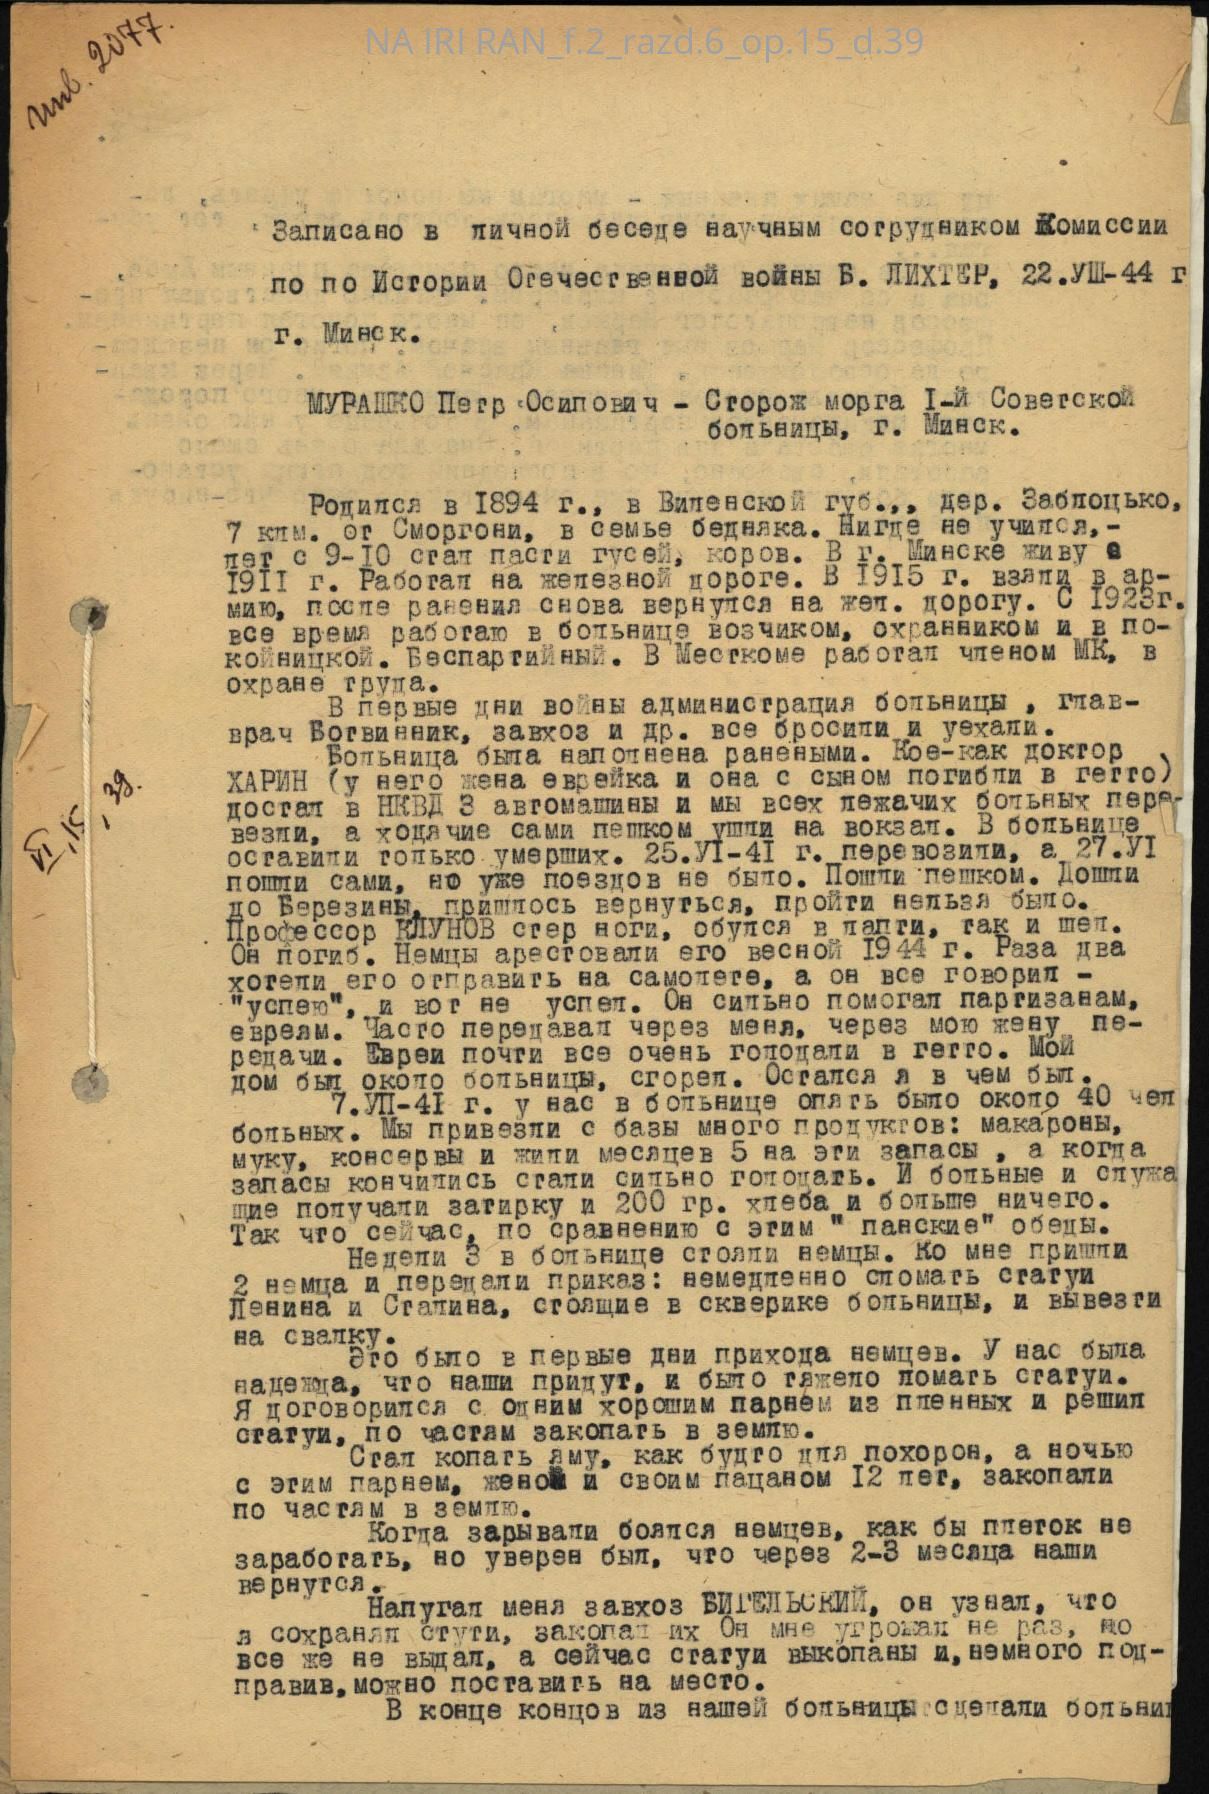 инв. 2077.
NA IRI RAN_f.2_razd.6_op.15_d.39
Записано в личной беседе научным сотрудником Комиссии
по по Истории Отечественной войны Б. ЛИХТЕР, 22.УШ-44 г
г. Минск.
МУРАШКО Петр Осипович - Сторож морга I-й Советской
больницы, г. Минск.
Родился в 1894 г., в Виленской губ.,, дер. Заблоцько,
7 клм. от Сморгони, в семье бедняка. Нигде не учился,-
лет с 9-10 стал пасти гусей, коров. В г. Минске живу с
1911 г. Работал на железной дороге. В 1915 г. взяли в ар-
мию, после ранения снова вернулся на жел. дорогу. С 1923г.
все время работаю в больнице возчиком, охранником и в по-
койницкой. Беспартийный. В Месткоме работал членом МК, в
охране труда.
В первые дни войны администрация больницы , глав-
врач Ботвинник, завхоз и др. все бросили и уехали.
Больница была наполнена ранеными. Кое-как доктор
ХАРИН (у него жена еврейка и она с сыном погибли в гетто)
достал в НКВД 3 автомашины и мы всех лежачих больных пере-
везли, а ходячие сами пешком ушли на вокзал. В больнице
оставили только умерших. 25.УI-41 г. перевозили, а 27.УI
пошли сами, но уже поездов не было. Пошли пешком. Дошли
до Березины, пришлось вернуться, пройти нельзя было.
Профессор КЛУНОВ стер ноги, обулся в лапти, так и шел.
Он погиб. Немцы арестовали его весной 1944 г. Раза два
хотели его отправить на самолете, а он все говорил -
"успею", и вот не успел. Он сильно помогал партизанам,
евреям. Часто передавал через меня, через мою жену пе-
редачи. Евреи почти все очень голодали в гетто. Мой
дом был около больницы, сгорел. Остался я в чем был.
7.УП-41 г. у нас в больнице опять было около 40 чел
больных. Мы привезли с базы много продуктов: макароны,
муку, консервы и жили месяцев 5 на эти запасы , а когда
запасы кончились стали сильно голодать. И больные и служа
щие получали затирку и 200 гр. хлеба и больше ничего.
Так что сейчас, по сравнению с этим " панские" обеды.
Недели 3 в больнице стояли немцы. Ко мне пришли
2 немца и передали приказ: немедленно сломать статуи
Ленина и Сталина, стоящие в скверике больницы, и вывезти
на свалку.
Это было в первые дни прихода немцев. У нас была
надежда, что наши придут, и было тяжело ломать статуи.
Я договорился с одним хорошим парнем из пленных и решил
статуи, по частям закопать в землю.
Стал копать яму, как будто для похорон, а ночью
с этим парнем, женой и своим пацаном 12 лет, закопали
по частям в землю.
Когда зарывали боялся немцев, как бы плеток не
заработать, но уверен был, что через 2-3 месяца наши
вернутся.
Напугал меня завхоз БИТЕЛЬСКИЙ, он узнал, что
я сохранял стути, закопал их Он мне угрожал не раз, но
все же не выдал, а сейчас статуи выкопаны и, немного под-
правив, можно поставить на место.
В конце концов из нашей больницы сделали больни
VI, 15 - 39.